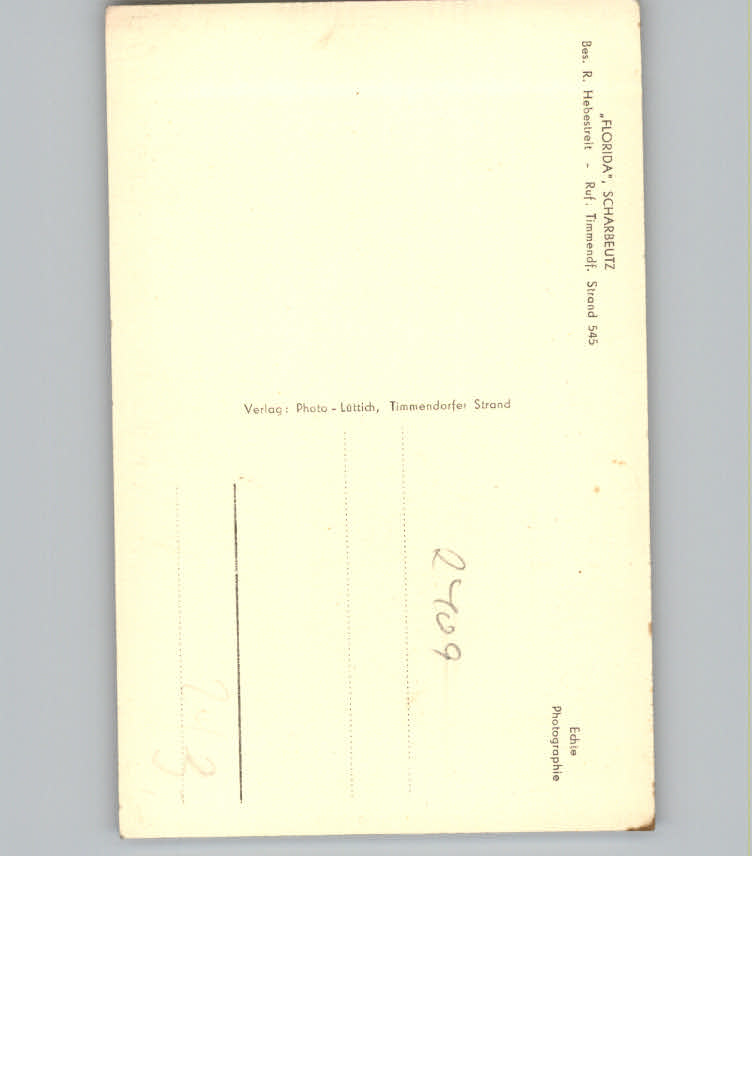 „FLORIDA", SCHARBEUTZ
Bes. R. Hebestreit - Ruf: Timmendf. Strand 545
Verlag: Photo-Lüttich, Timmendorfer Strand
Echte
Photographie
2409